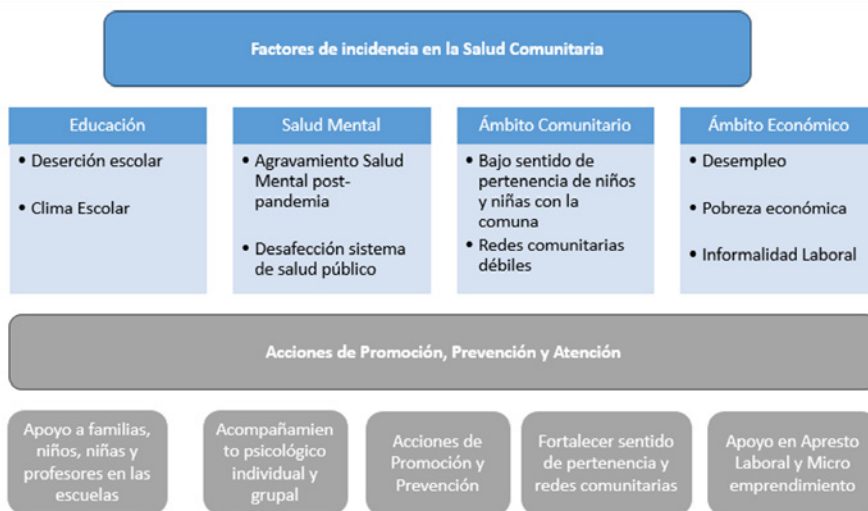 Factores de incidencia en la Salud Comunitaria
Educación
• Deserción escolar
• Clima Escolar
Salud Mental
• Agravamiento Salud
Mental post-
pandemia
• Desafección sistema
de salud público
Ámbito Comunitario
• Bajo sentido de
pertenencia de niños
y niñas con la
comuna
• Redes comunitarias
débiles
Ámbito Económico
• Desempleo
• Pobreza económica
• Informalidad Laboral
Acciones de Promoción, Prevención y Atención
Apoyo a familias,
niños, niñas y
profesores en las
escuelas
Acompañamien
to psicológico
individual y
grupal
Acciones de
Promoción y
Prevención
Fortalecer sentido
de pertenencia y
redes comunitarias
Apoyo en Apresto
Laboral y Micro
emprendimiento